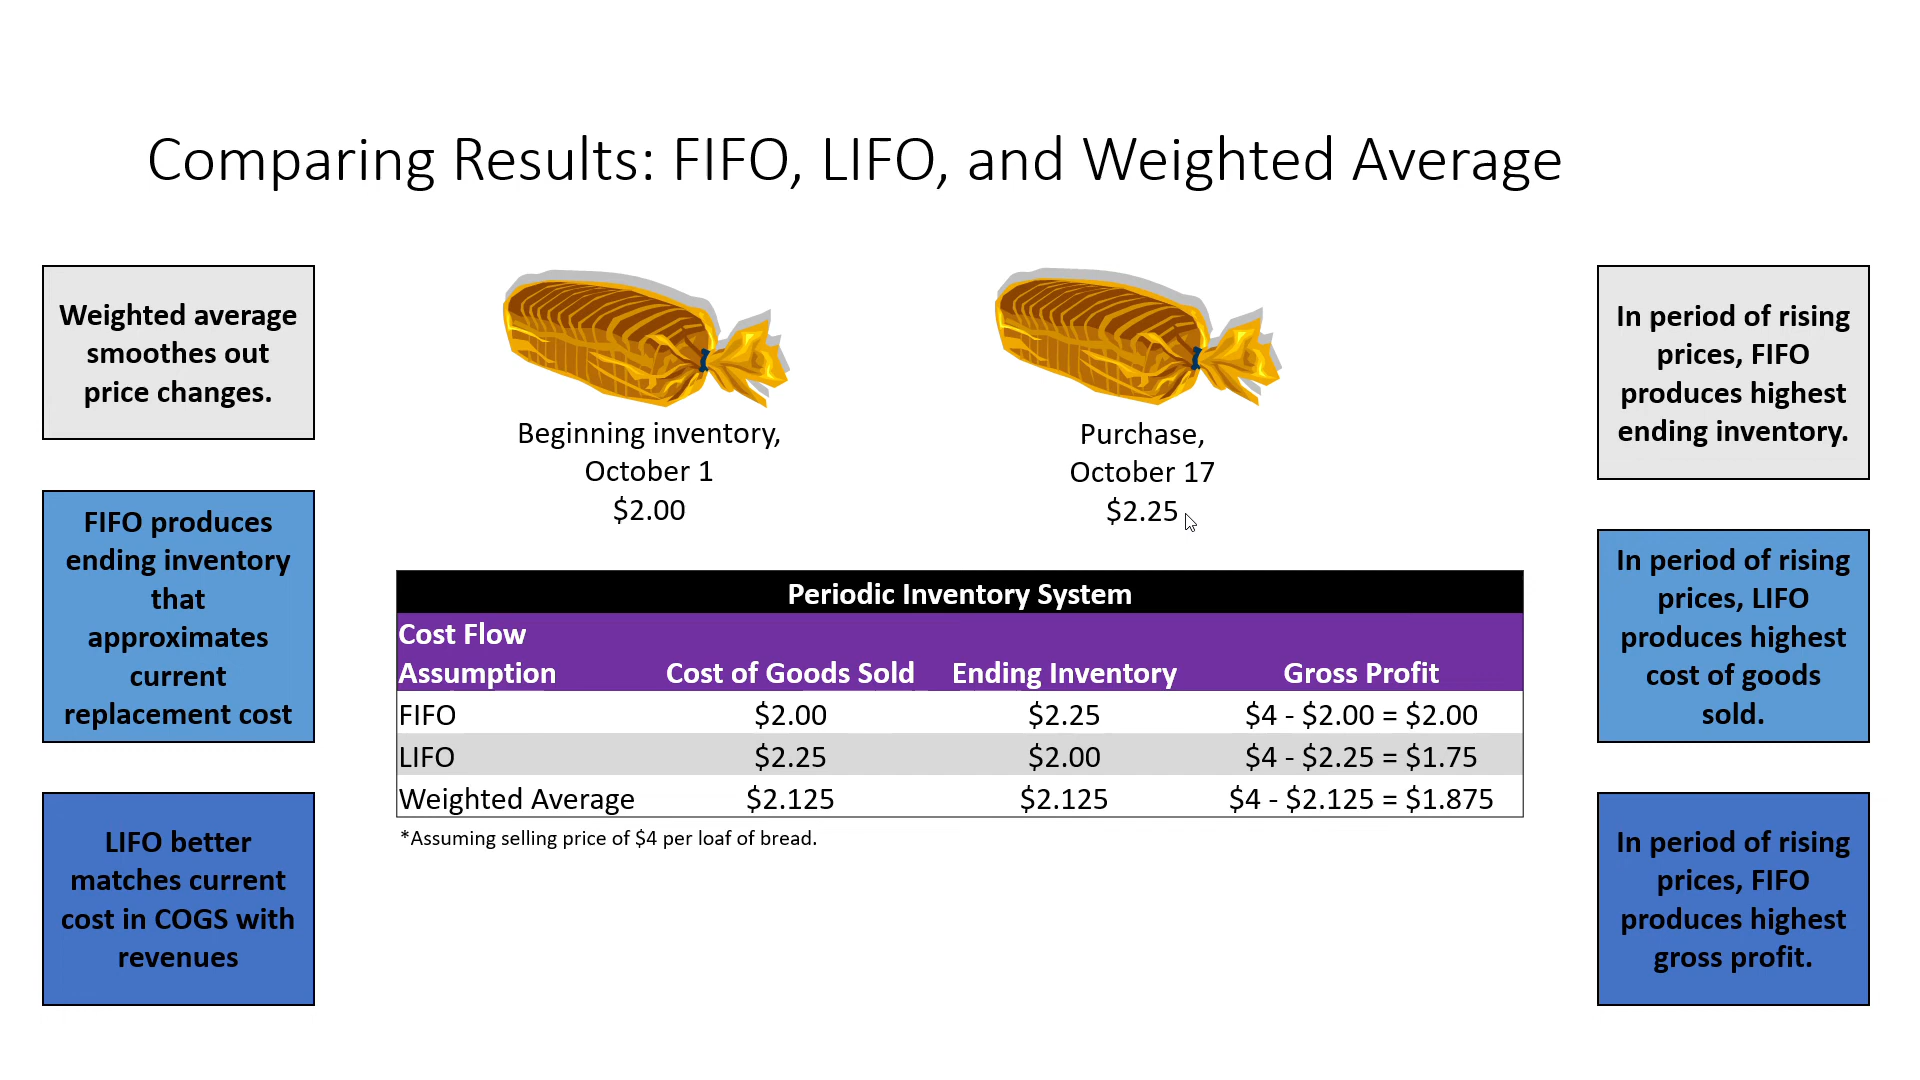 Comparing Results: FIFO, LIFO, and Weighted Average
Weighted average
smoothes out
price changes.
FIFO produces
ending inventory
that
approximates
current
replacement cost
LIFO better
matches current
cost in COGS with
revenues
Beginning inventory,
October 1
$2.00
Purchase,
October 17
$2.25
Periodic Inventory System
Cost Flow
Assumption Cost of Goods Sold Ending Inventory Gross Profit
FIFO $2.00 $2.25 $4 - $2.00 = $2.00
LIFO $2.25 $2.00 $4 - $2.25 = $1.75
Weighted Average $2.125 $2.125 $4 - $2.125 = $1.875
*Assuming selling price of $4 per loaf of bread.
In period of rising
prices, FIFO
produces highest
ending inventory.
In period of rising
prices, LIFO
produces highest
cost of goods
sold.
In period of rising
prices, FIFO
produces highest
gross profit.